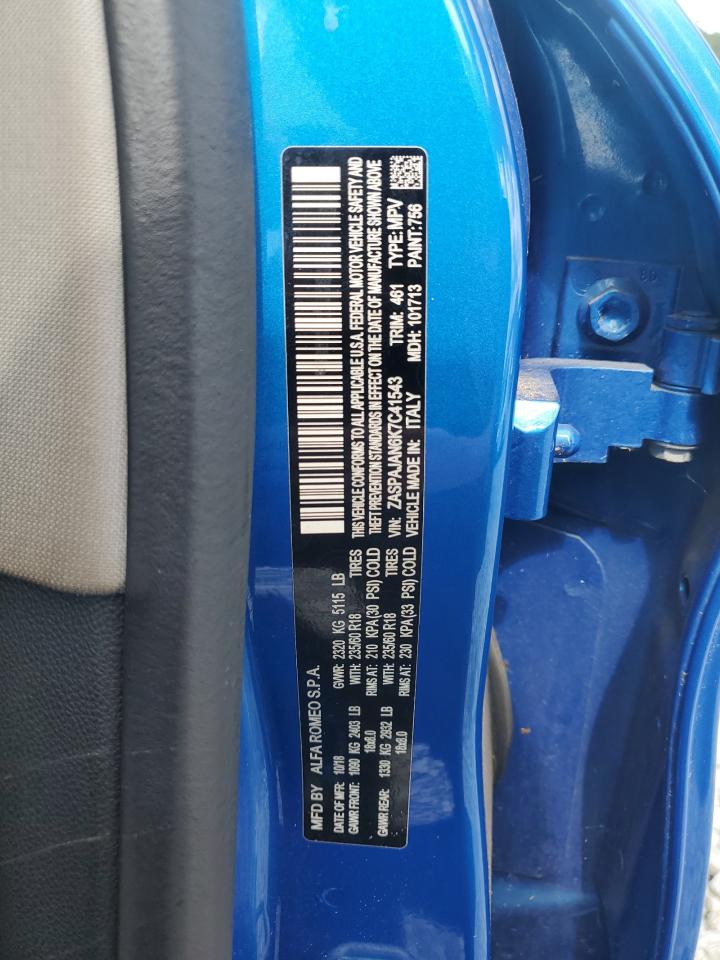 MFD BY ALFA ROMEO S.P.A.
DATE OF MFR: 10/18 GVWR: 2320 KG 5115 LB
GAWR FRONT: 1090 KG 2403 LB WITH: 235/60 R18 TIRES
18x8.0 RIMS AT: 210 KPA(30 PSI) COLD
GAWR REAR: 1330 KG 2932 LB WITH: 235/60 R18 TIRES
18x8.0 RIMS AT: 230 KPA(33 PSI) COLD
THIS VEHICLE CONFORMS TO ALL APPLICABLE U.S.A. FEDERAL MOTOR VEHICLE SAFETY AND
THEFT PREVENTION STANDARDS IN EFFECT ON THE DATE OF MANUFACTURE SHOWN ABOVE
VIN: ZASPAJAN6K7C41543 TRIM: 461 TYPE: MPV
VEHICLE MADE IN: ITALY MDH: 101713 PAINT: 756